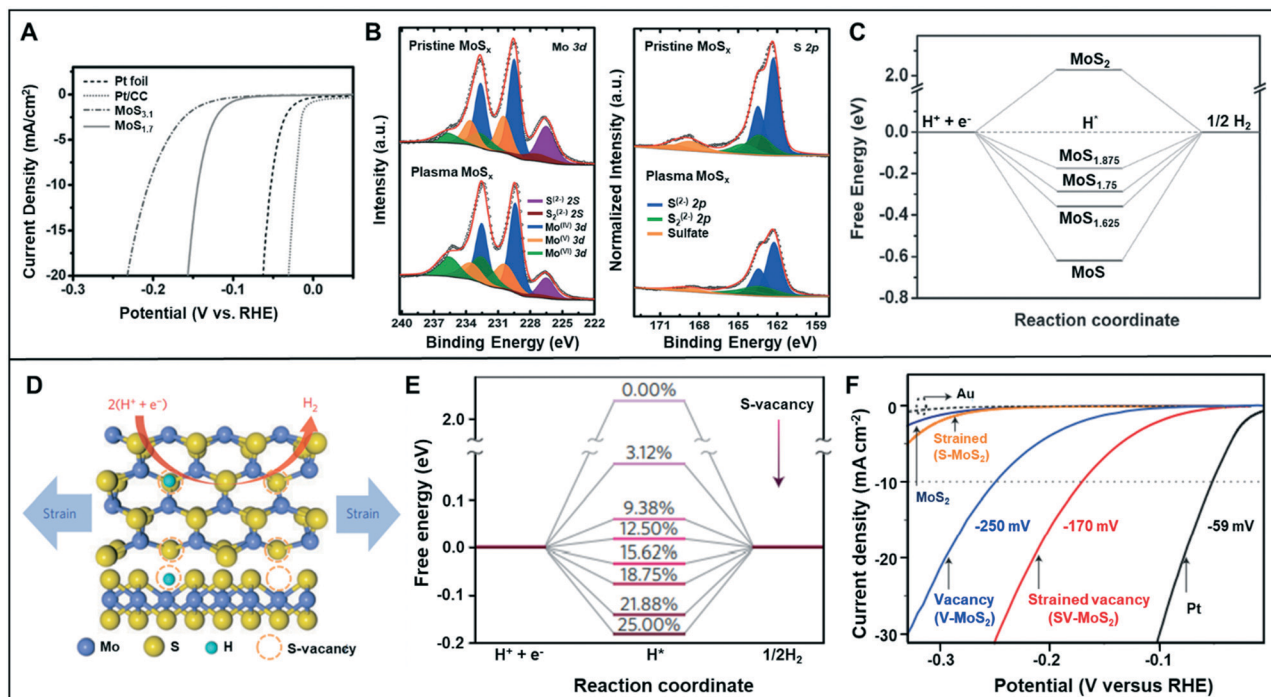 A
Pt foil
Pt/CC
MoS3.1
MoS1.7
Current Density (mA/cm²)
0
-5
-10
-15
-20
-0.3
-0.2
-0.1
0.0
Potential (V vs. RHE)
B
Pristine MoSx
Mo 3d
Plasma MoSx
S(2-) 2S
S2(2-) 2S
Mo(IV) 3d
Mo(V) 3d
Mo(VI) 3d
Intensity (a.u.)
240 237 234 231 228 225 222
Binding Energy (eV)
Pristine MoSx
S 2p
Plasma MoSx
S(2-) 2p
S2(2-) 2p
Sulfate
Normalized Intensity (a.u.)
171 168 165 162 159
Binding Energy (eV)
C
Free Energy (eV)
2.0
0.0
-0.2
-0.4
-0.6
-0.8
MoS2
H+ + e-
H*
1/2 H2
MoS1.875
MoS1.75
MoS1.625
MoS
Reaction coordinate
D
2(H+ + e-)
H2
Strain
Strain
Mo
S
H
S-vacancy
E
Free energy (eV)
2.0
0.1
0.0
-0.1
-0.2
0.00%
S-vacancy
3.12%
9.38%
12.50%
15.62%
18.75%
21.88%
25.00%
H+ + e-
H*
1/2H2
Reaction coordinate
F
Current density (mA cm-2)
0
-10
-20
-30
Au
Strained
(S-MoS2)
MoS2
-250 mV
-170 mV
-59 mV
Vacancy
(V-MoS2)
Strained vacancy
(SV-MoS2)
Pt
-0.3
-0.2
-0.1
Potential (V versus RHE)